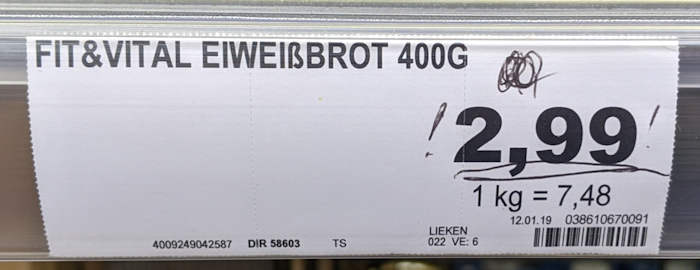 FIT&VITAL EIWEIßBROT 400G
! 2,99 !
1 kg = 7,48
12.01.19 038610670091
LIEKEN
4009249042587 DIR 58603 TS 022 VE: 6